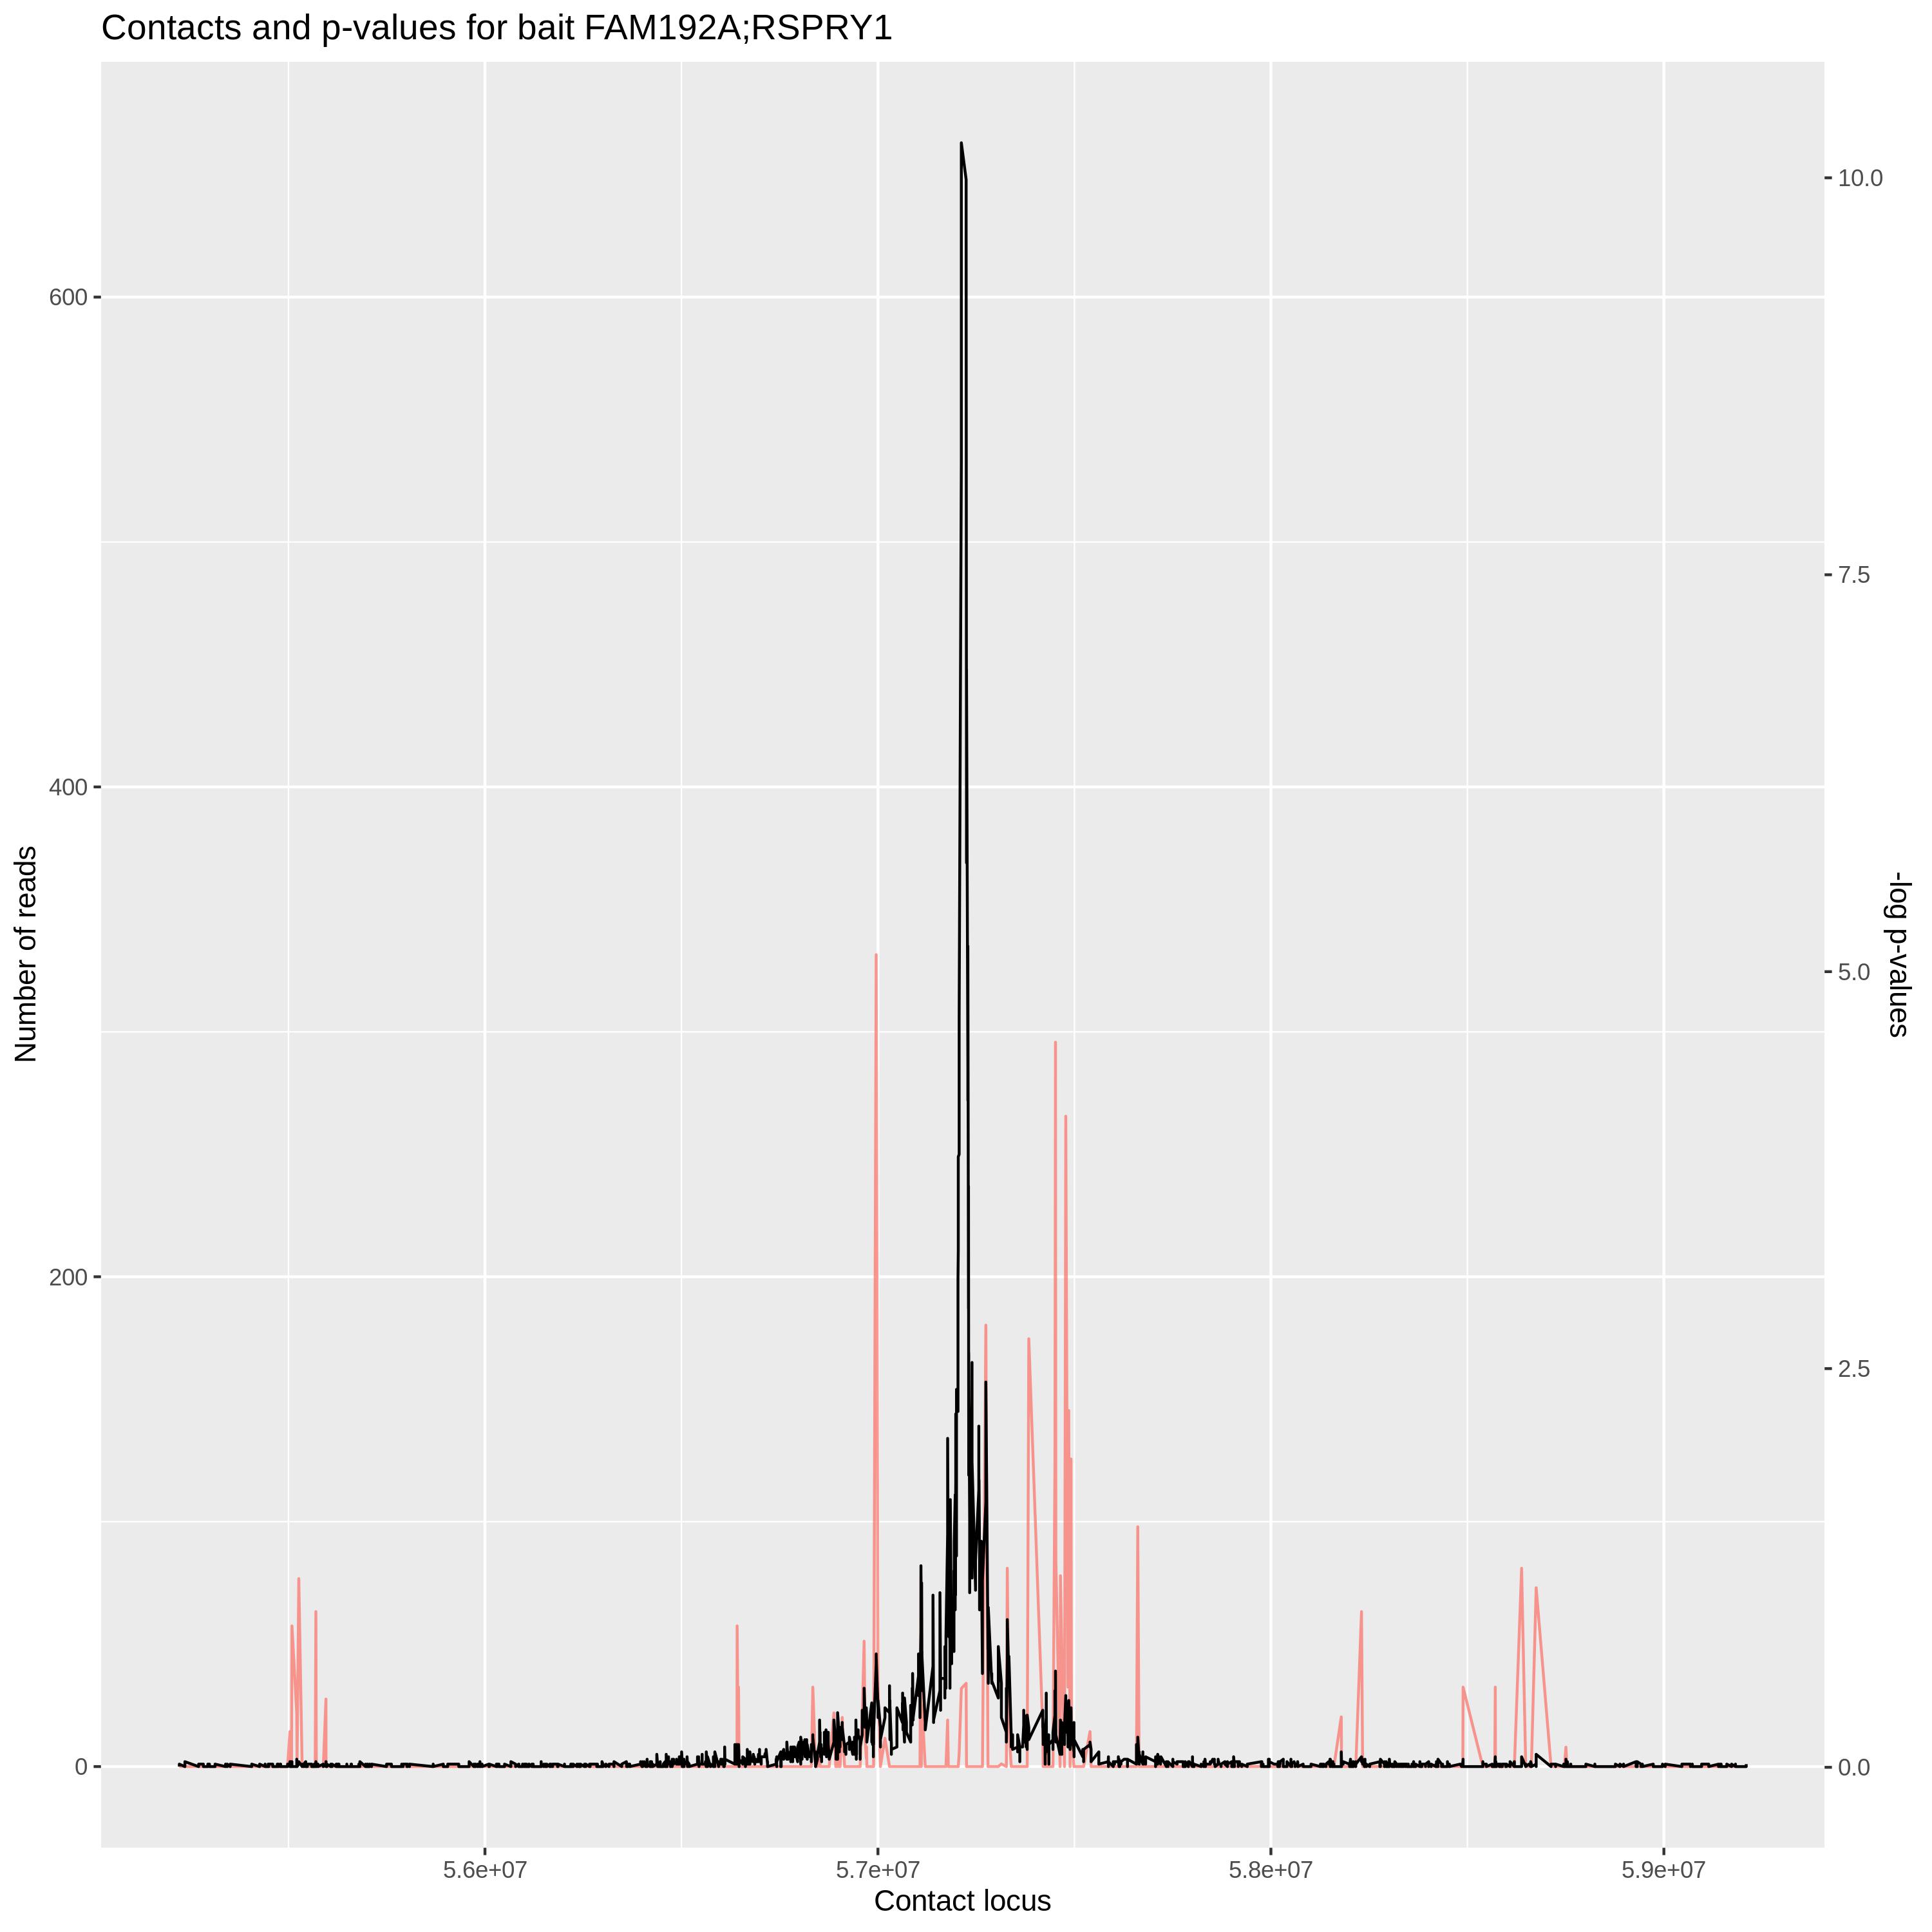 Contacts and p-values for bait FAM192A;RSPRY1
Number of reads
600
400
200
0
10.0
7.5
5.0
2.5
0.0
-log p-values
5.6e+07
5.7e+07
5.8e+07
5.9e+07
Contact locus